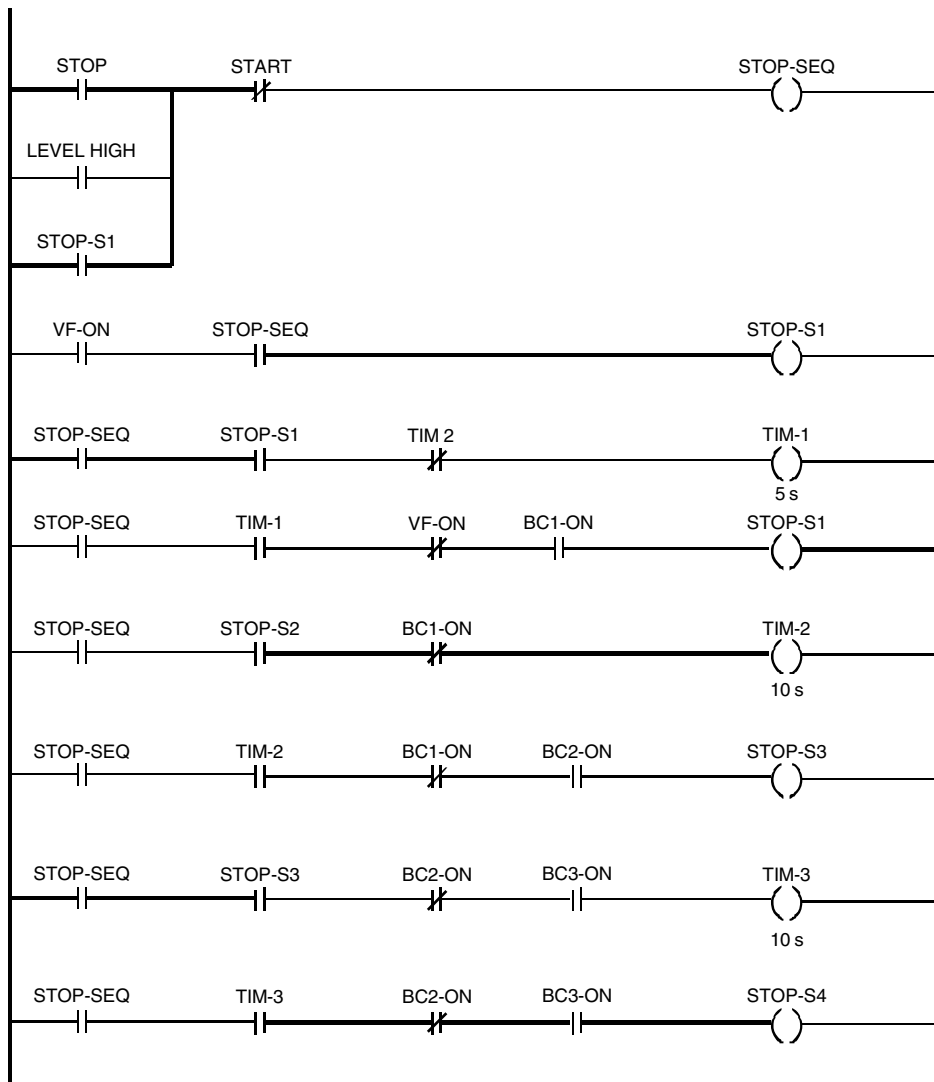 STOP START STOP-SEQ
LEVEL HIGH
STOP-S1
VF-ON STOP-SEQ STOP-S1
STOP-SEQ STOP-S1 TIM 2 TIM-1
5 s
STOP-SEQ TIM-1 VF-ON BC1-ON STOP-S1
STOP-SEQ STOP-S2 BC1-ON TIM-2
10 s
STOP-SEQ TIM-2 BC1-ON BC2-ON STOP-S3
STOP-SEQ STOP-S3 BC2-ON BC3-ON TIM-3
10 s
STOP-SEQ TIM-3 BC2-ON BC3-ON STOP-S4